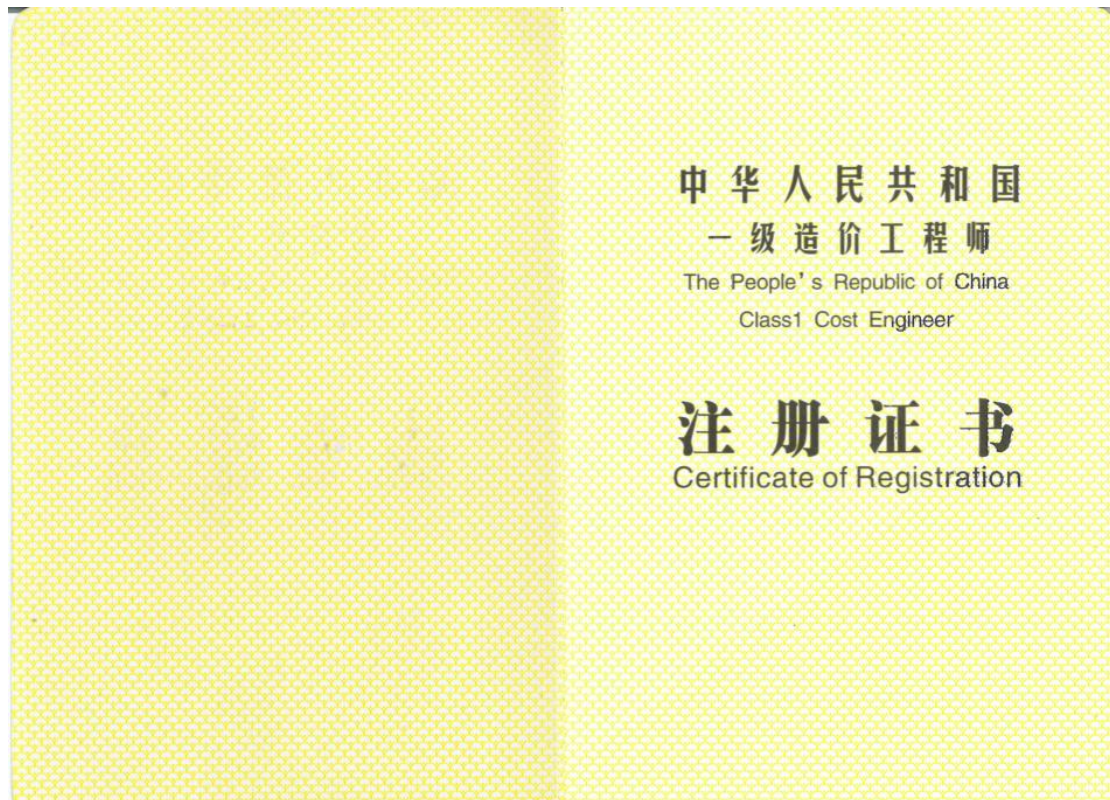 中华人民共和国
一级造价工程师
The People's Republic of China
Class1 Cost Engineer
注册证书
Certificate of Registration